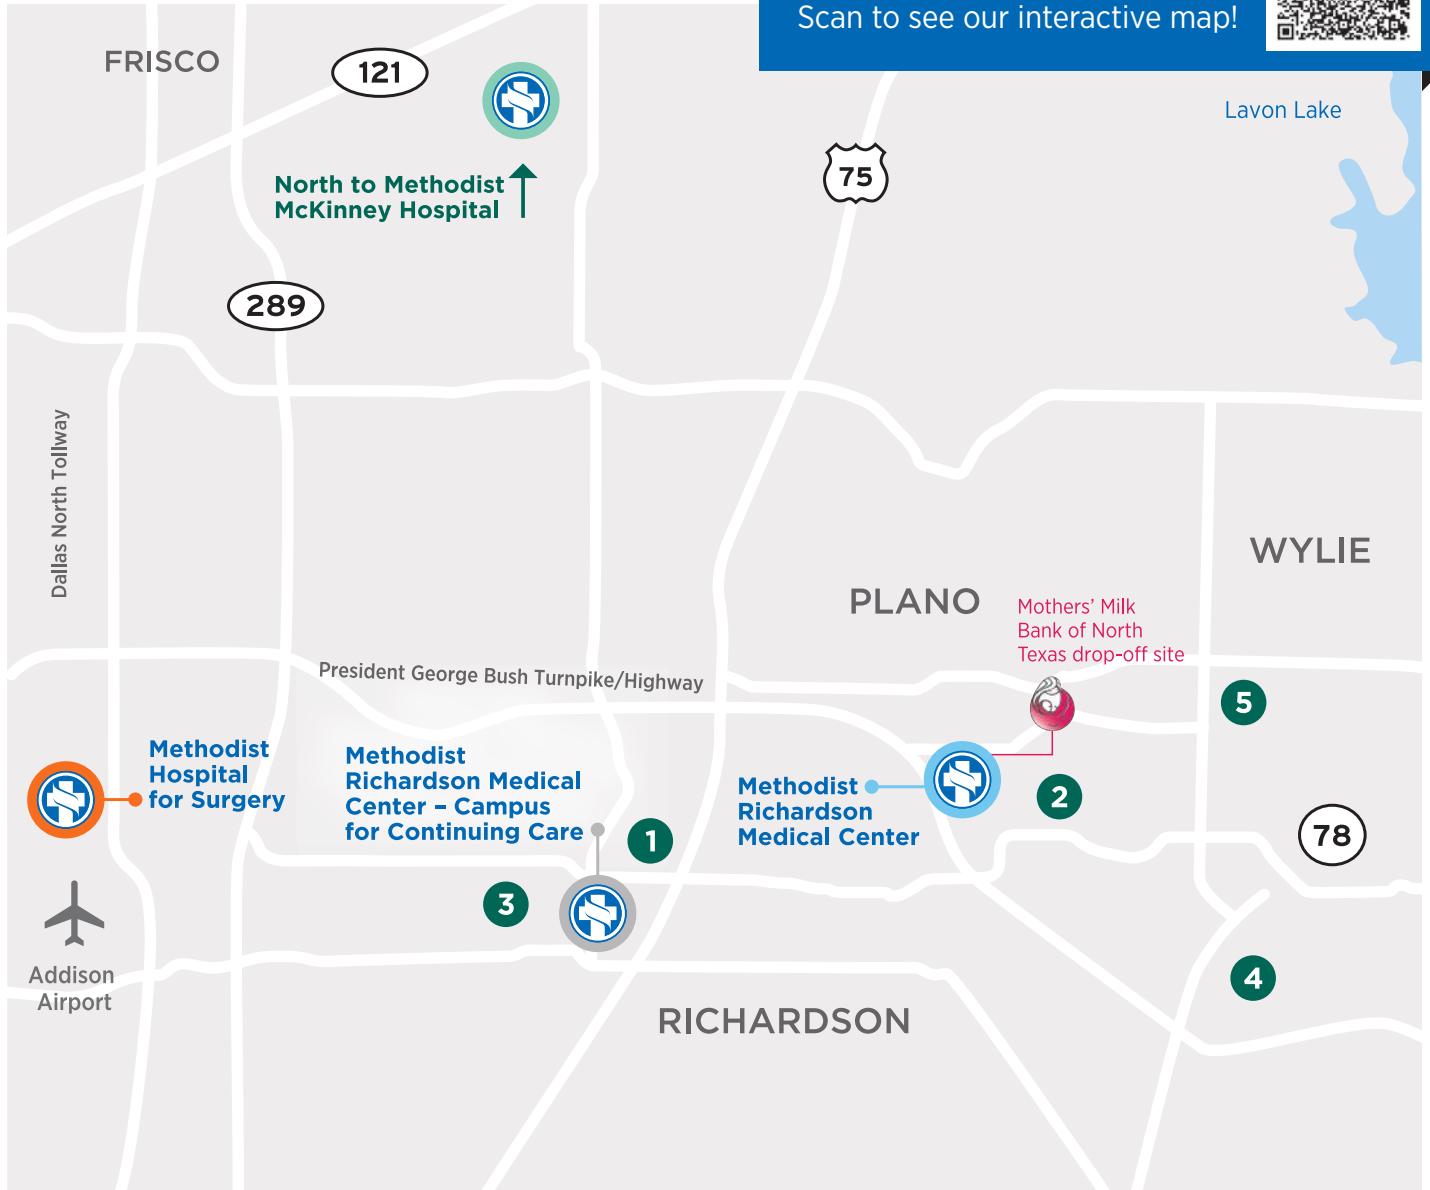 Scan to see our interactive map!
FRISCO
121
Lavon Lake
75
North to Methodist
McKinney Hospital
289
Dallas North Tollway
WYLIE
PLANO
Mothers’ Milk
Bank of North
Texas drop-off site
President George Bush Turnpike/Highway
5
Methodist
Hospital
for Surgery
Methodist
Richardson Medical
Center – Campus
for Continuing Care
Methodist
Richardson
Medical Center
2
1
78
3
Addison
Airport
4
RICHARDSON